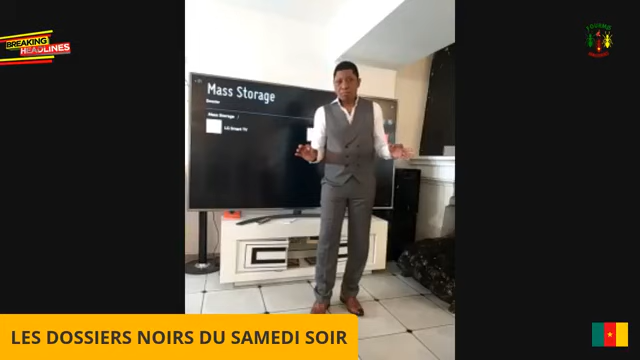 BREAKING
HEADLINES
Mass Storage
Mass Storage /
LG Smart TV
LES DOSSIERS NOIRS DU SAMEDI SOIR